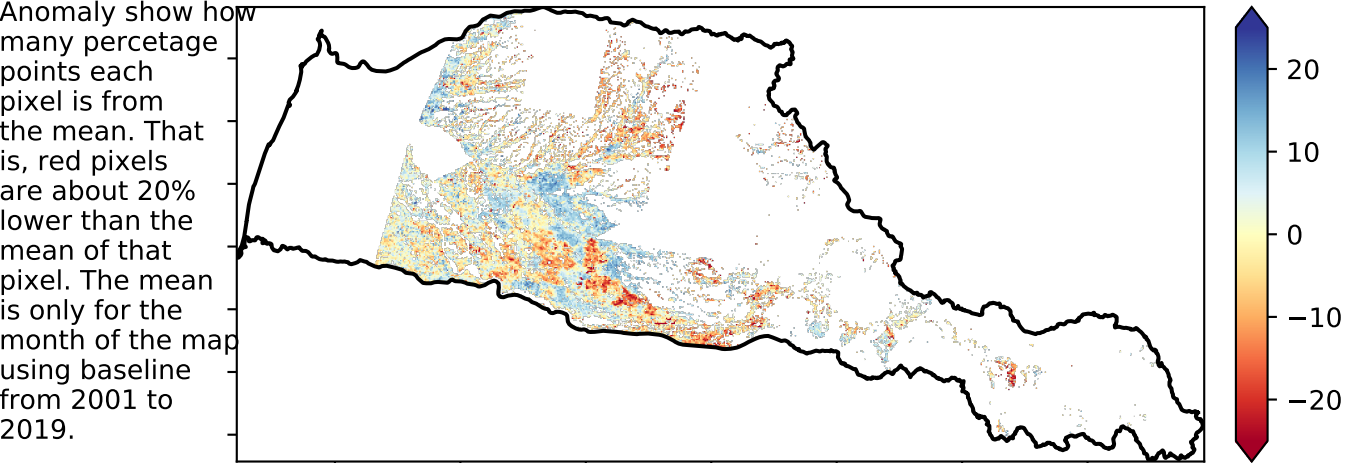 Anomaly show how
many percetage
points each
pixel is from
the mean. That
is, red pixels
are about 20%
lower than the
mean of that
pixel. The mean
is only for the
month of the map
using baseline
from 2001 to
2019.
20
10
0
−10
−20